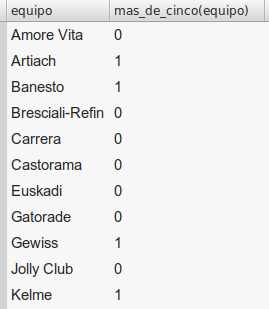 equipo mas_de_cinco(equipo)
Amore Vita 0
Artiach 1
Banesto 1
Bresciali-Refin 0
Carrera 0
Castorama 0
Euskadi 0
Gatorade 0
Gewiss 1
Jolly Club 0
Kelme 1